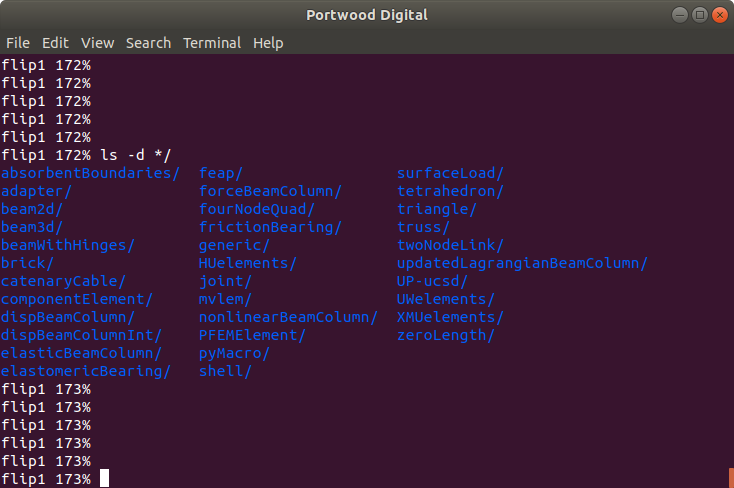 Portwood Digital
File Edit View Search Terminal Help
flip1 172%
flip1 172%
flip1 172%
flip1 172%
flip1 172%
flip1 172% ls -d */
absorbentBoundaries/ feap/ surfaceLoad/
adapter/ forceBeamColumn/ tetrahedron/
beam2d/ fourNodeQuad/ triangle/
beam3d/ frictionBearing/ truss/
beamWithHinges/ generic/ twoNodeLink/
brick/ HUelements/ updatedLagrangianBeamColumn/
catenaryCable/ joint/ UP-ucsd/
componentElement/ mvlem/ UWelements/
dispBeamColumn/ nonlinearBeamColumn/ XMUelements/
dispBeamColumnInt/ PFEMElement/ zeroLength/
elasticBeamColumn/ pyMacro/
elastomericBearing/ shell/
flip1 173%
flip1 173%
flip1 173%
flip1 173%
flip1 173%
flip1 173%